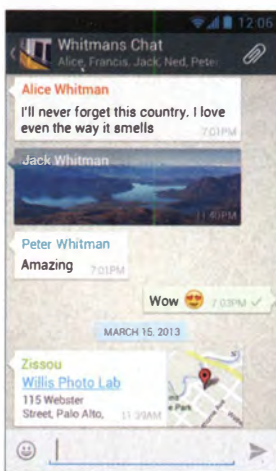 12:06
Whitmans Chat
Alice, Francis, Jack, Ned, Peter
Alice Whitman
I'll never forget this country. I love
even the way it smells
7:01PM
Jack Whitman
11:40PM
Peter Whitman
Amazing
7:01PM
Wow 😍 7:03PM ✓
MARCH 15, 2013
Zissou
Willis Photo Lab
115 Webster
Street, Palo Alto,
11:39AM